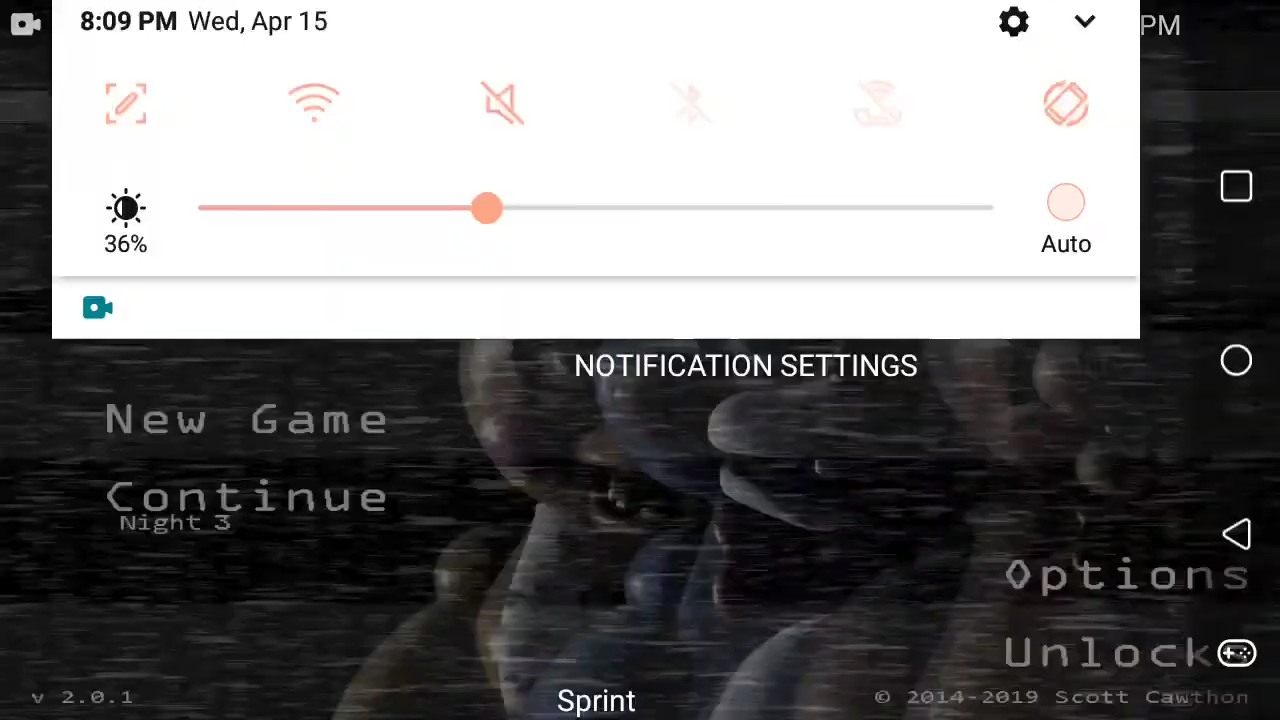 8:09 PM Wed, Apr 15
PM
36%
Auto
NOTIFICATION SETTINGS
New Game
Continue
Night 3
Options
Unlock
v 2.0.1
Sprint
© 2014-2019 Scott Cawthon